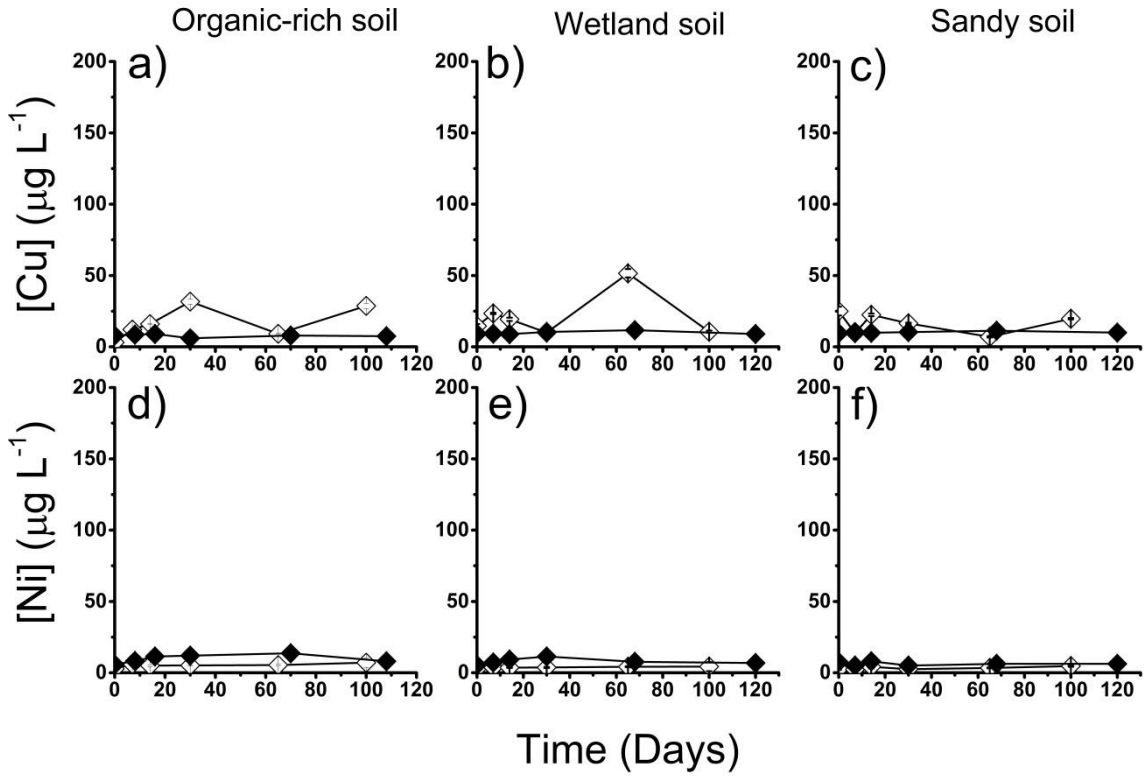 Organic-rich soil Wetland soil Sandy soil
a) b) c)
[Cu] (μg L⁻¹)
200 200 200
150 150 150
100 100 100
50 50 50
0 0 0
0 20 40 60 80 100 120 0 20 40 60 80 100 120 0 20 40 60 80 100 120
d) e) f)
[Ni] (μg L⁻¹)
200 200 200
150 150 150
100 100 100
50 50 50
0 0 0
0 20 40 60 80 100 120 0 20 40 60 80 100 120 0 20 40 60 80 100 120
Time (Days)